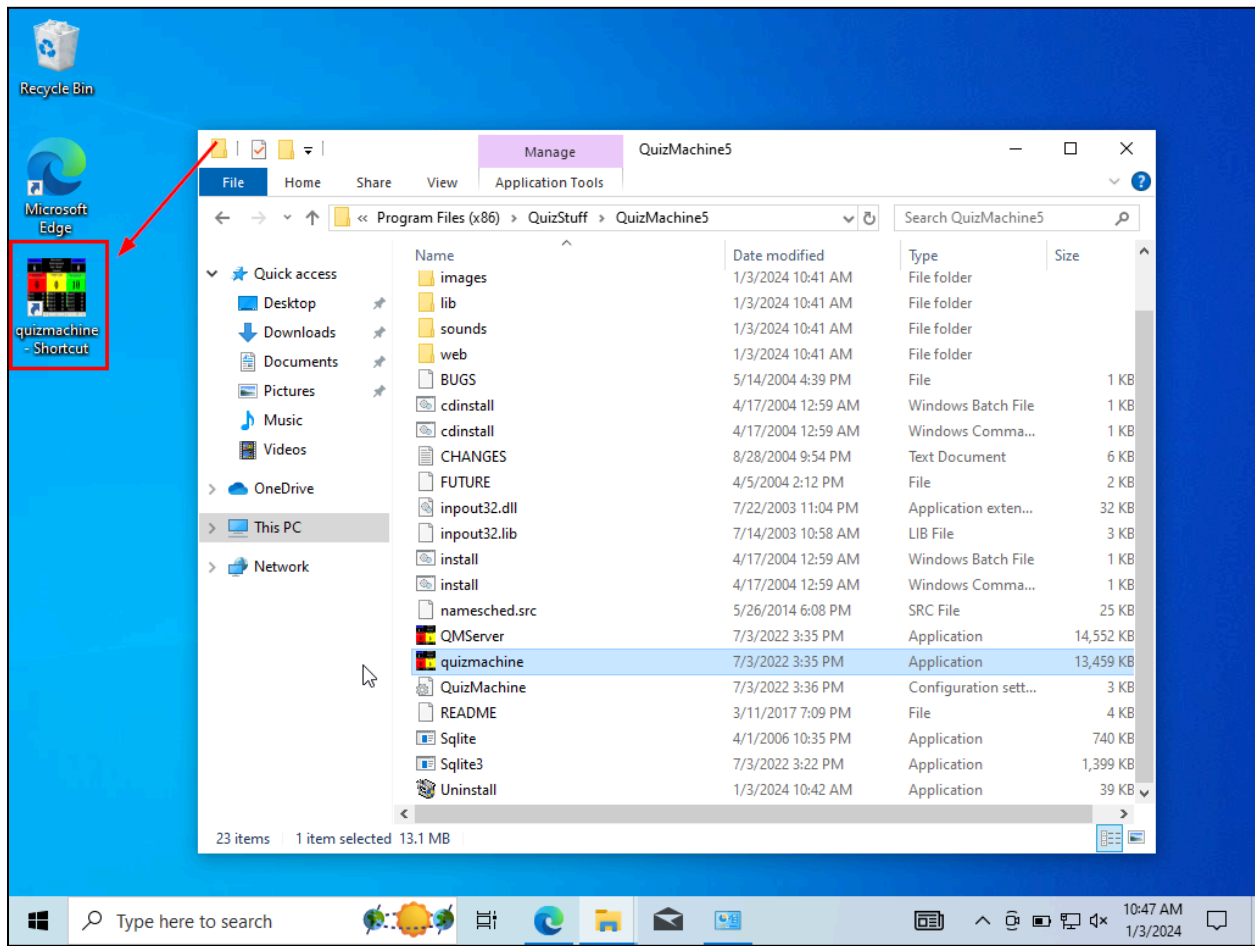 Recycle Bin
Microsoft
Edge
quizmachine
- Shortcut
Manage
QuizMachine5
File
Home
Share
View
Application Tools
« Program Files (x86) > QuizStuff > QuizMachine5
Search QuizMachine5
Quick access
Desktop
Downloads
Documents
Pictures
Music
Videos
OneDrive
This PC
Network
Name Date modified Type Size
images 1/3/2024 10:41 AM File folder
lib 1/3/2024 10:41 AM File folder
sounds 1/3/2024 10:41 AM File folder
web 1/3/2024 10:41 AM File folder
BUGS 5/14/2004 4:39 PM File 1 KB
cdinstall 4/17/2004 12:59 AM Windows Batch File 1 KB
cdinstall 4/17/2004 12:59 AM Windows Comma... 1 KB
CHANGES 8/28/2004 9:54 PM Text Document 6 KB
FUTURE 4/5/2004 2:12 PM File 2 KB
inpout32.dll 7/22/2003 11:04 PM Application exten... 32 KB
inpout32.lib 7/14/2003 10:58 AM LIB File 3 KB
install 4/17/2004 12:59 AM Windows Batch File 1 KB
install 4/17/2004 12:59 AM Windows Comma... 1 KB
namesched.src 5/26/2014 6:08 PM SRC File 25 KB
QMServer 7/3/2022 3:35 PM Application 14,552 KB
quizmachine 7/3/2022 3:35 PM Application 13,459 KB
QuizMachine 7/3/2022 3:36 PM Configuration sett... 3 KB
README 3/11/2017 7:09 PM File 4 KB
Sqlite 4/1/2006 10:35 PM Application 740 KB
Sqlite3 7/3/2022 3:22 PM Application 1,399 KB
Uninstall 1/3/2024 10:42 AM Application 39 KB
23 items 1 item selected 13.1 MB
Type here to search
10:47 AM
1/3/2024